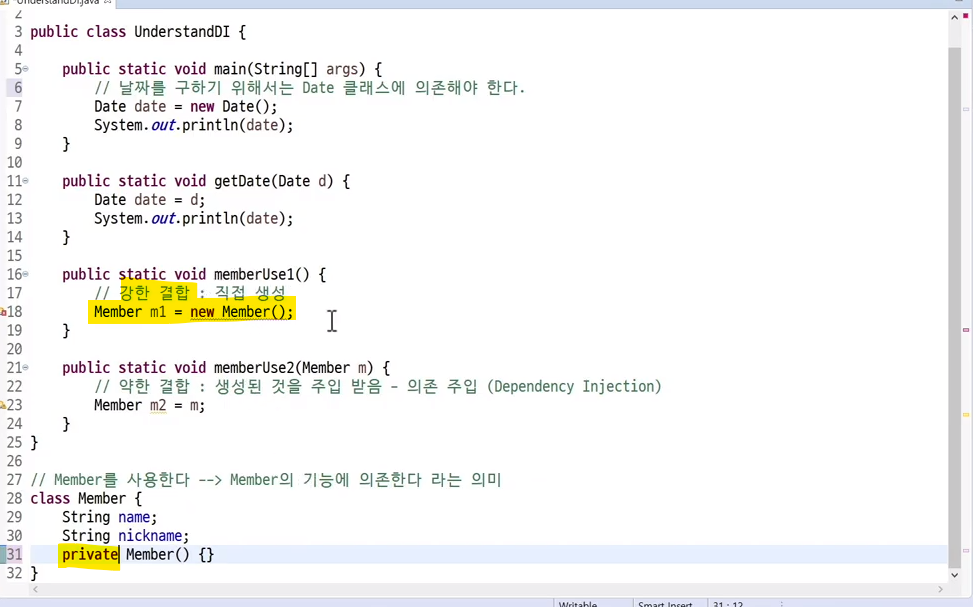 UnderstandDI.java
2
3 public class UnderstandDI {
4
5 public static void main(String[] args) {
6 // 날짜를 구하기 위해서는 Date 클래스에 의존해야 한다.
7 Date date = new Date();
8 System.out.println(date);
9 }
10
11 public static void getDate(Date d) {
12 Date date = d;
13 System.out.println(date);
14 }
15
16 public static void memberUse1() {
17 // 강한 결합 : 직접 생성
18 Member m1 = new Member();
19 }
20
21 public static void memberUse2(Member m) {
22 // 약한 결합 : 생성된 것을 주입 받음 - 의존 주입 (Dependency Injection)
23 Member m2 = m;
24 }
25 }
26
27 // Member를 사용한다 --> Member의 기능에 의존한다 라는 의미
28 class Member {
29 String name;
30 String nickname;
31 private Member() {}
32 }
Writable Smart Insert 31 : 12